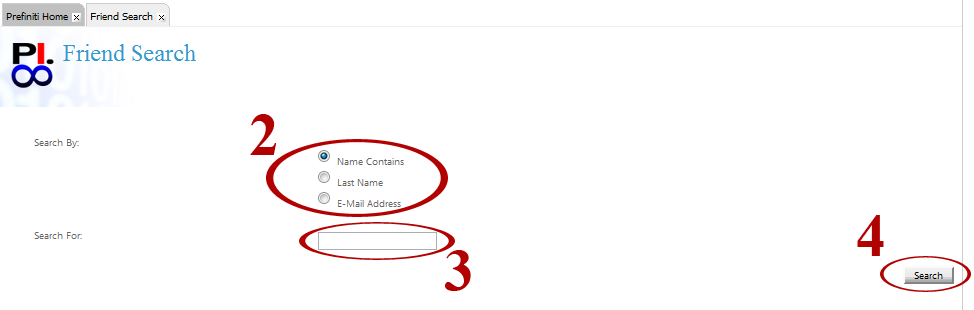 Prefiniti Home x Friend Search x
PI. Friend Search
2
Search By:
Name Contains
Last Name
E-Mail Address
Search For:
3
4
Search